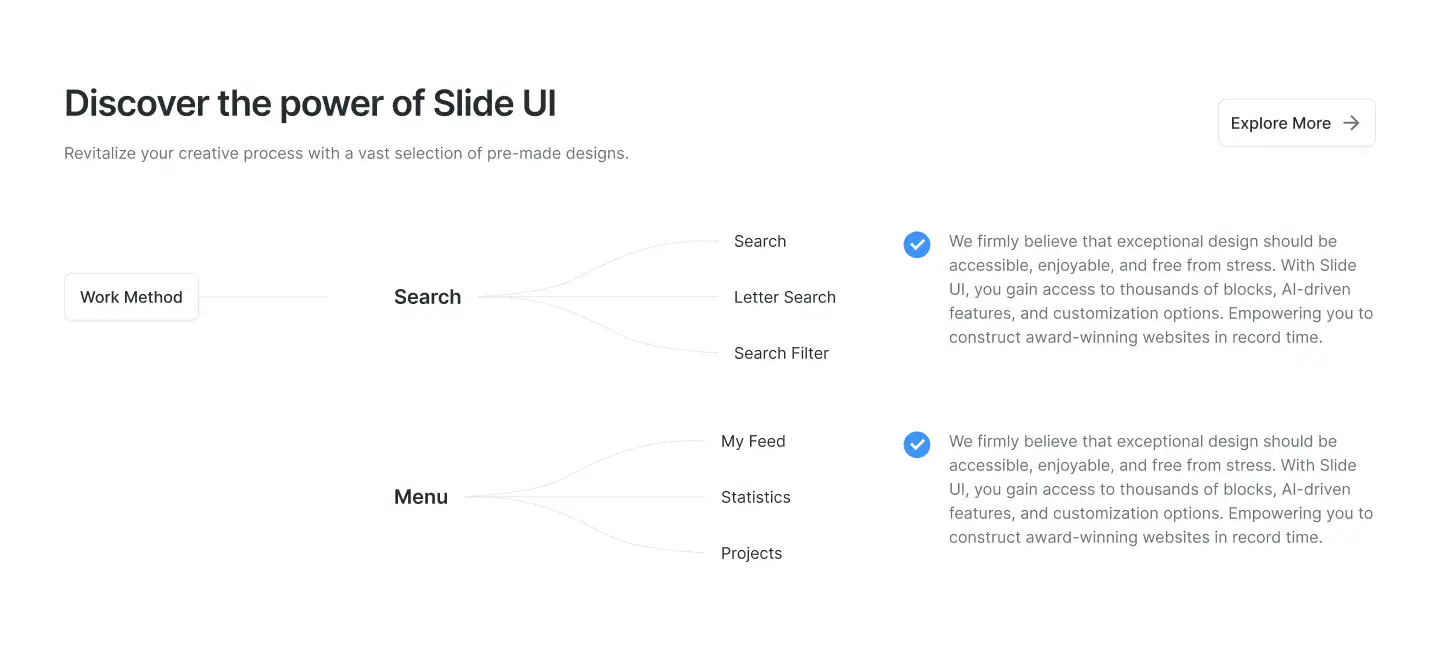 Discover the power of Slide UI
Revitalize your creative process with a vast selection of pre-made designs.
Explore More
Work Method
Search
Search
Letter Search
Search Filter
We firmly believe that exceptional design should be
accessible, enjoyable, and free from stress. With Slide
UI, you gain access to thousands of blocks, AI-driven
features, and customization options. Empowering you to
construct award-winning websites in record time.
Menu
My Feed
Statistics
Projects
We firmly believe that exceptional design should be
accessible, enjoyable, and free from stress. With Slide
UI, you gain access to thousands of blocks, AI-driven
features, and customization options. Empowering you to
construct award-winning websites in record time.